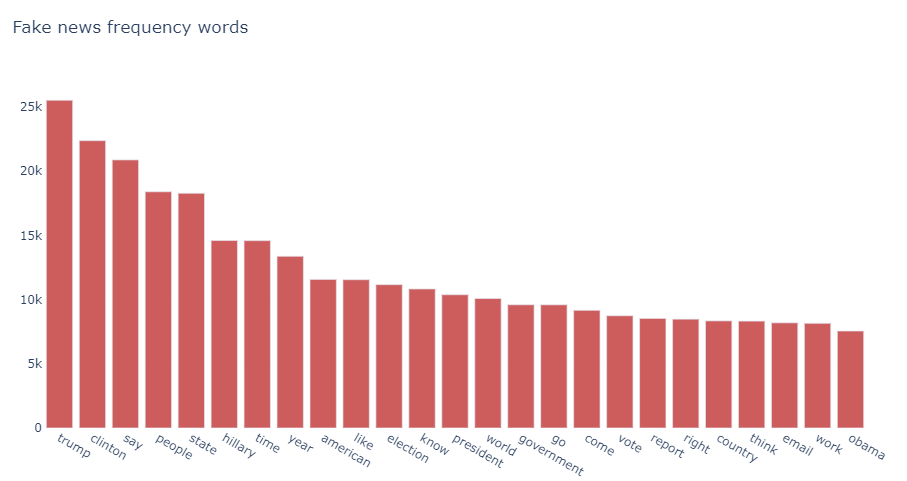 Fake news frequency words
25k
20k
15k
10k
5k
0
trump
clinton
say
people
state
hillary
time
year
american
like
election
know
president
world
government
go
come
vote
report
right
country
think
email
work
obama